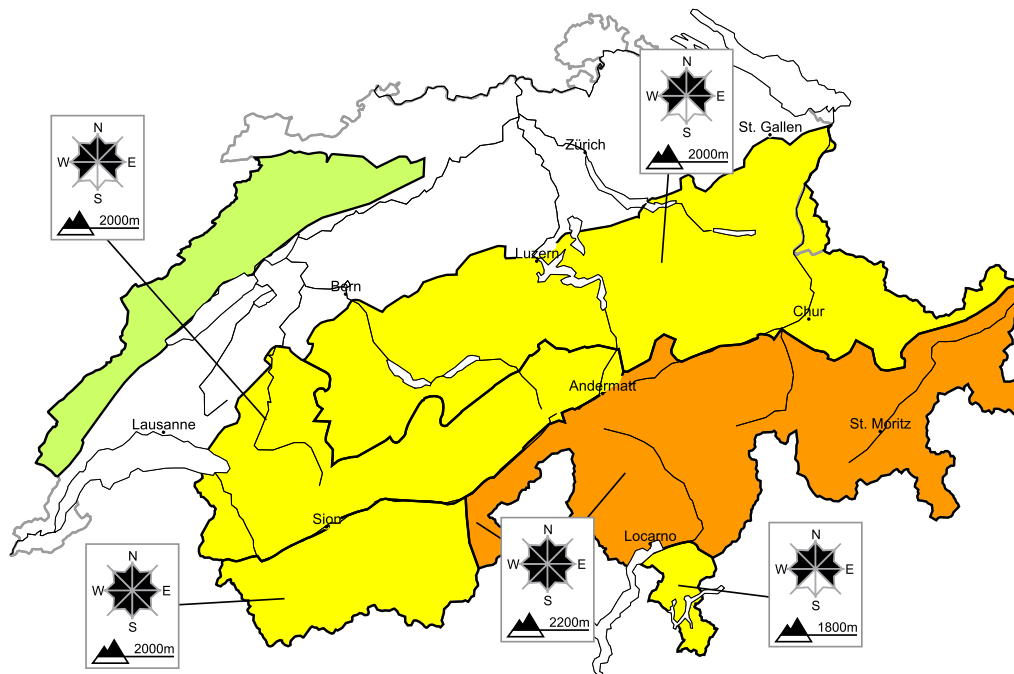 N
W E
S
2000m
N
W E
S
2000m
St. Gallen
Zürich
Luzern
Bern
Chur
Andermatt
Lausanne
St. Moritz
Sion
Locarno
N
W E
S
2000m
N
W E
S
2200m
N
W E
S
1800m